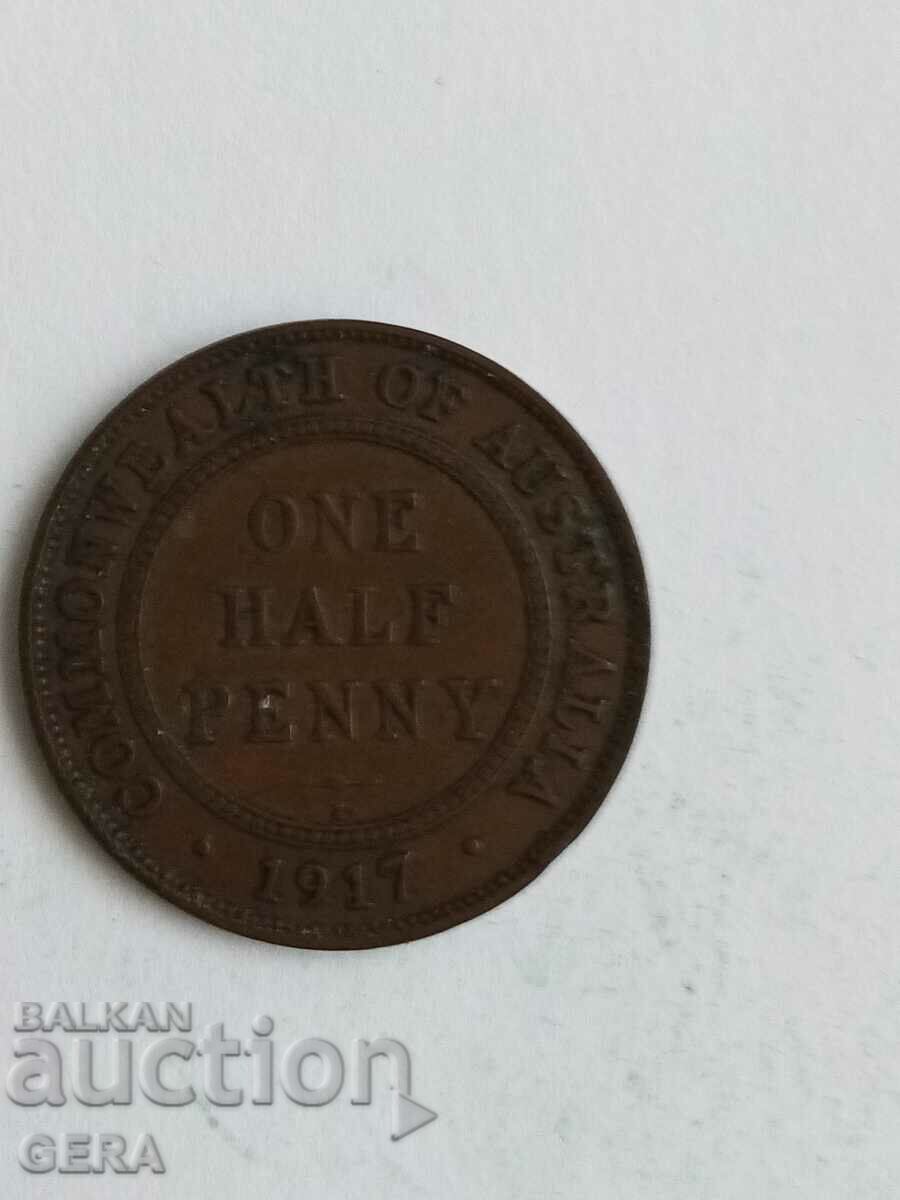 COMMONWEALTH OF AUSTRALIA
ONE
HALF
PENNY
1917
BALKAN
auction
GERA